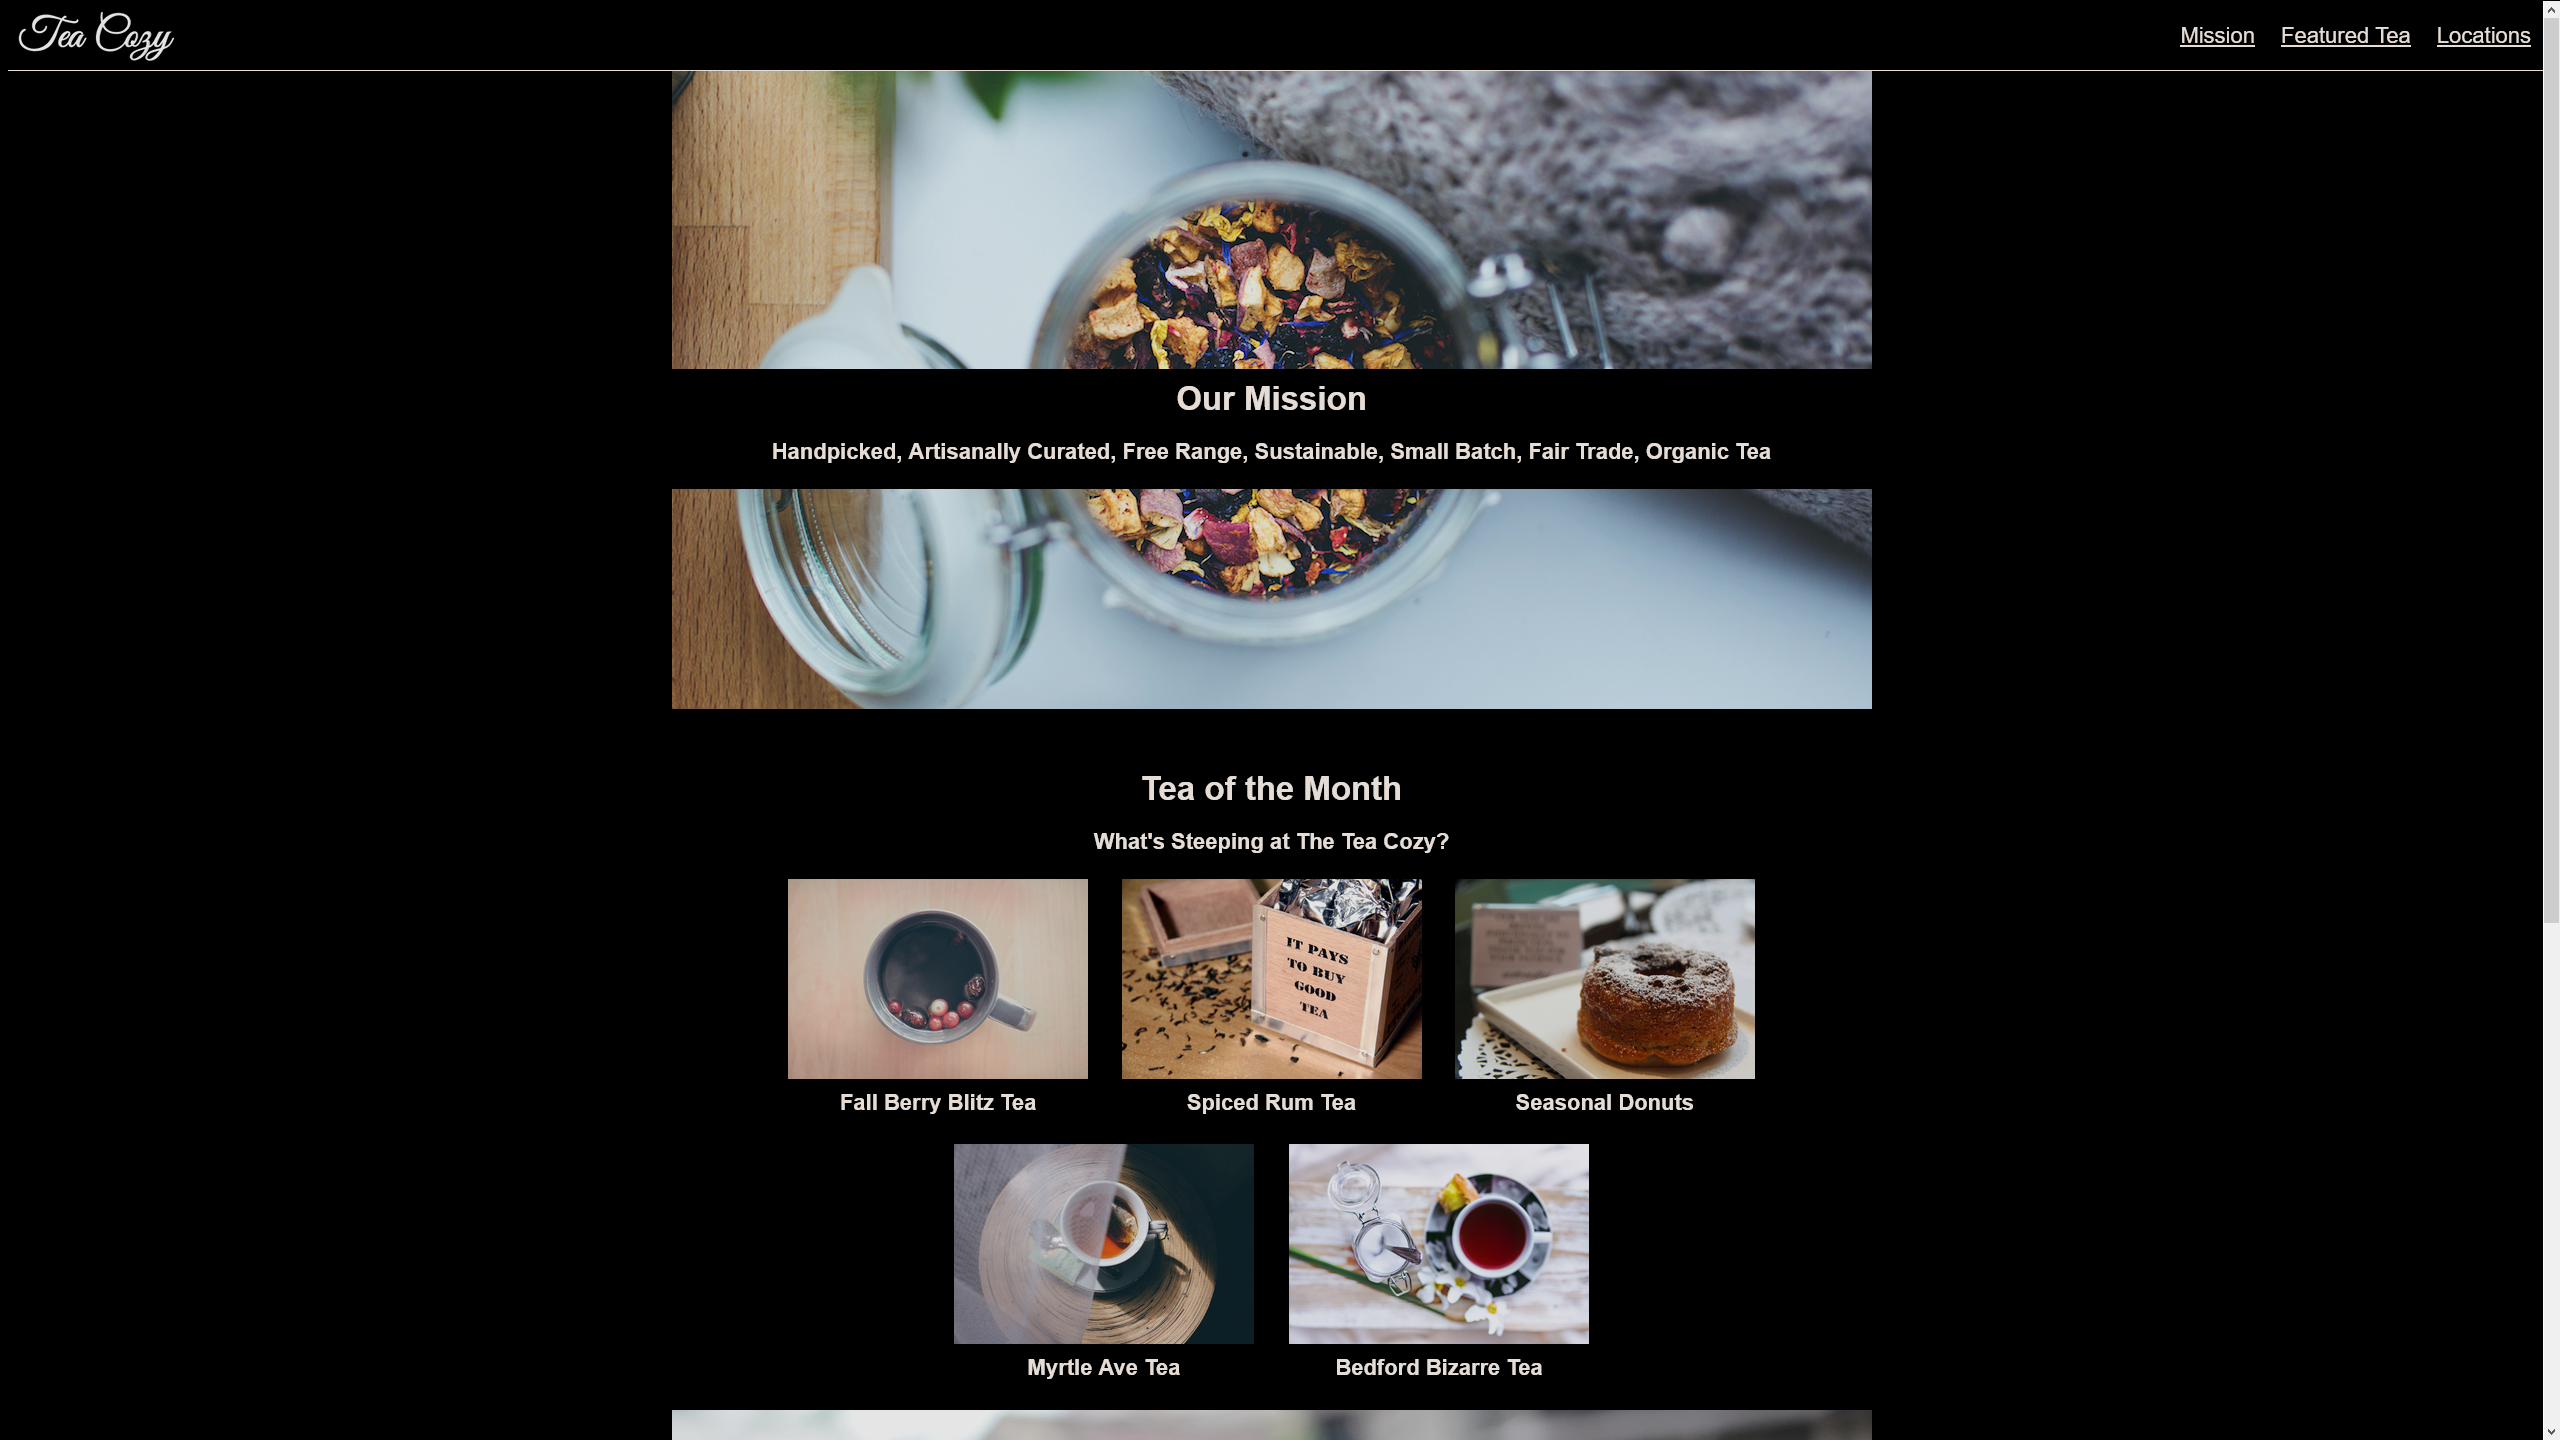 Tea Cozy
Mission Featured Tea Locations
Our Mission
Handpicked, Artisanally Curated, Free Range, Sustainable, Small Batch, Fair Trade, Organic Tea
Tea of the Month
What's Steeping at The Tea Cozy?
IT PAYS
TO BUY
GOOD
TEA
Fall Berry Blitz Tea
Spiced Rum Tea
Seasonal Donuts
Myrtle Ave Tea
Bedford Bizarre Tea